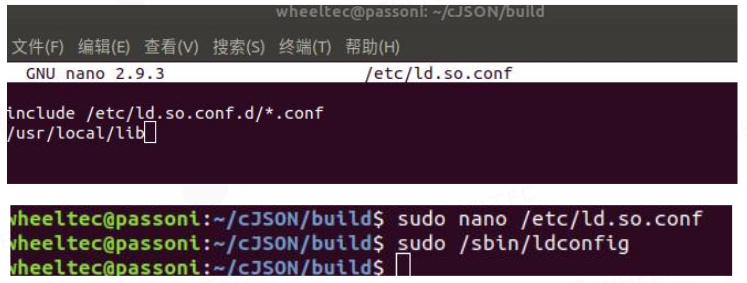 wheeltec@passoni: ~/cJSON/build
文件(F) 编辑(E) 查看(V) 搜索(S) 终端(T) 帮助(H)
GNU nano 2.9.3 /etc/ld.so.conf
include /etc/ld.so.conf.d/*.conf
/usr/local/lib
wheeltec@passoni:~/cJSON/build$ sudo nano /etc/ld.so.conf
wheeltec@passoni:~/cJSON/build$ sudo /sbin/ldconfig
wheeltec@passoni:~/cJSON/build$